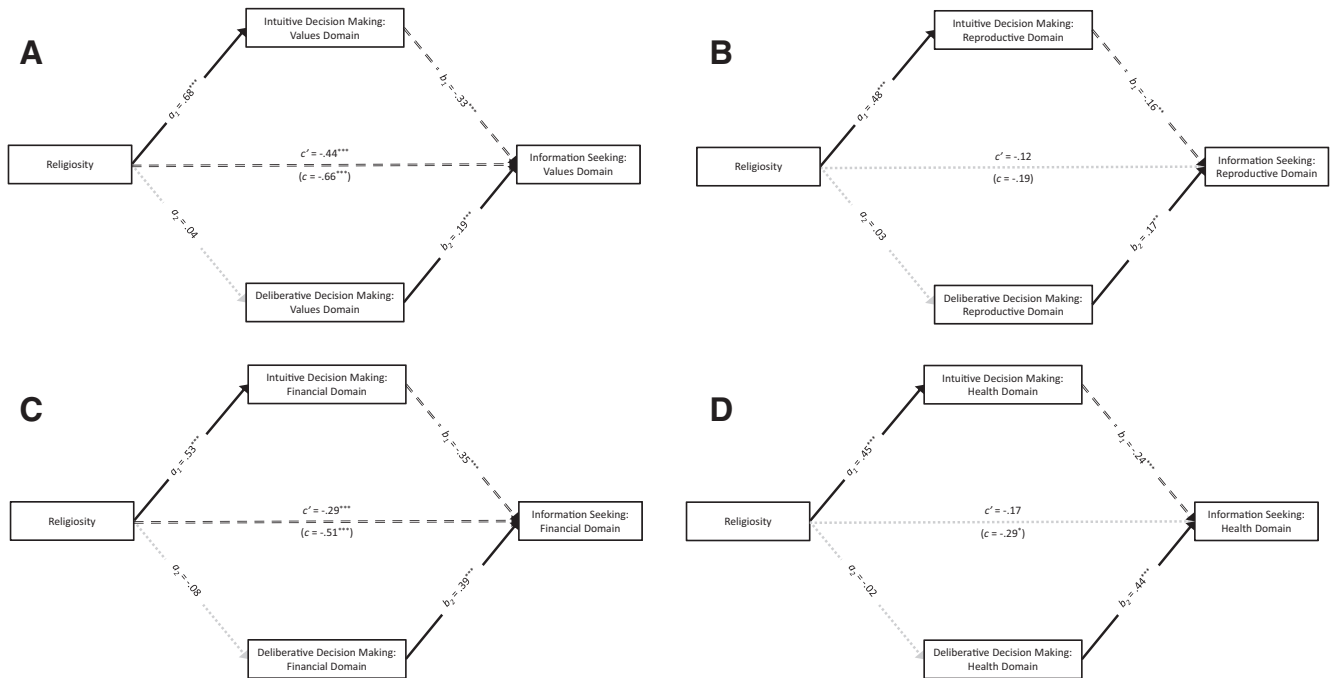 A
Intuitive Decision Making:
Values Domain
a₁ = .68***
b₁ = -.33***
Religiosity
c' = -.44***
(c = -.66***)
Information Seeking:
Values Domain
a₂ = .04
b₂ = .19***
Deliberative Decision Making:
Values Domain
B
Intuitive Decision Making:
Reproductive Domain
a₁ = .48***
b₁ = -.16**
Religiosity
c' = -.12
(c = -.19)
Information Seeking:
Reproductive Domain
a₂ = .03
b₂ = .17**
Deliberative Decision Making:
Reproductive Domain
C
Intuitive Decision Making:
Financial Domain
a₁ = .53***
b₁ = -.35***
Religiosity
c' = -.29***
(c = -.51***)
Information Seeking:
Financial Domain
a₂ = -.08
b₂ = .39***
Deliberative Decision Making:
Financial Domain
D
Intuitive Decision Making:
Health Domain
a₁ = .45***
b₁ = -.24***
Religiosity
c' = -.17
(c = -.29*)
Information Seeking:
Health Domain
a₂ = -.02
b₂ = .44***
Deliberative Decision Making:
Health Domain